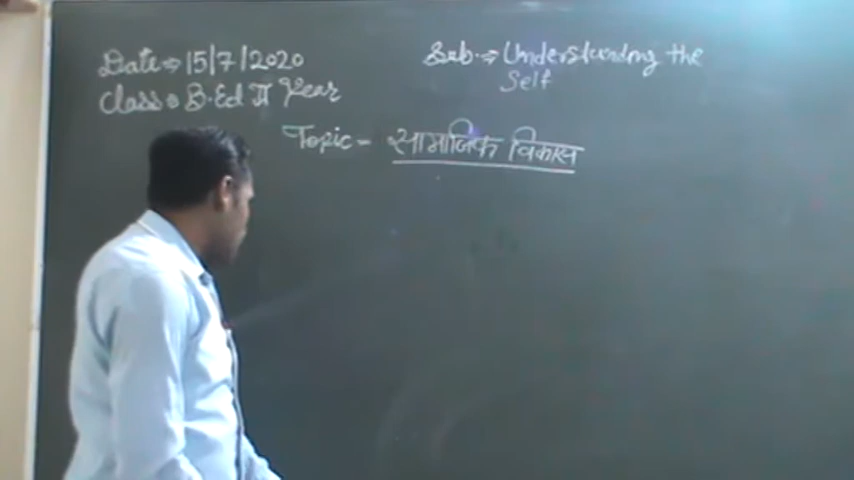 Date⇒15/7/2020
Sub.⇒Understanding the
Self
Class⇒B.Ed II Year
Topic- सामाजिक विकास